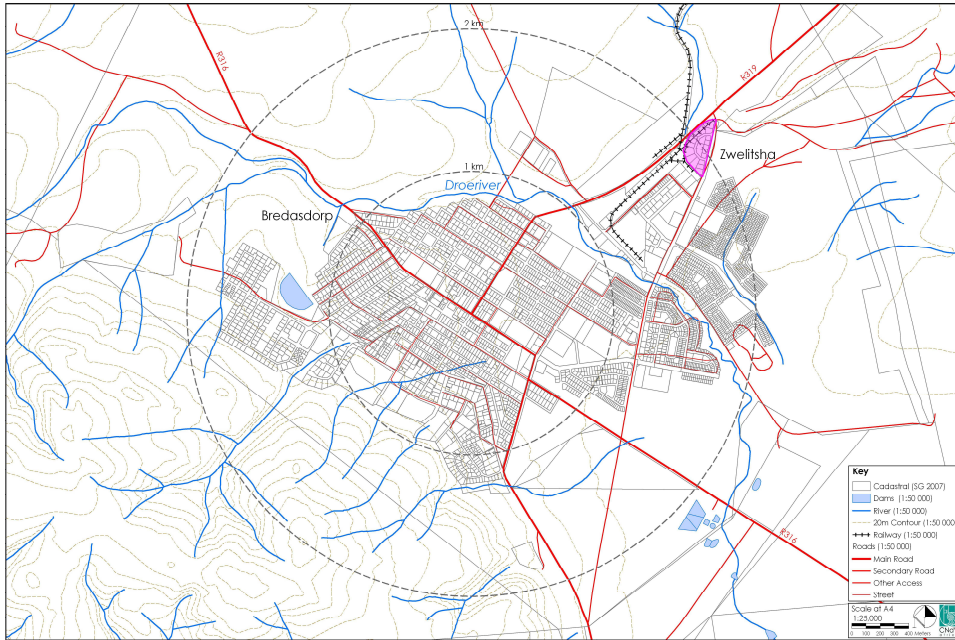 2 km
R316
R319
Zwelitsha
1 km
Droeriver
Bredasdorp
R316
Key
Cadastral (SG 2007)
Dams (1:50 000)
River (1:50 000)
20m Contour (1:50 000
Railway (1:50 000)
Roads (1:50 000)
Main Road
Secondary Road
Other Access
Street
Scale at A4
1:25,000
0 100 200 300 400 Meters